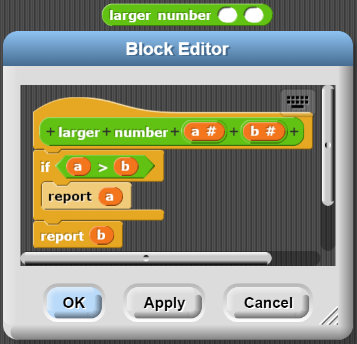 larger number
Block Editor
+ larger + number + a # + b # +
if a > b
report a
report b
OK Apply Cancel